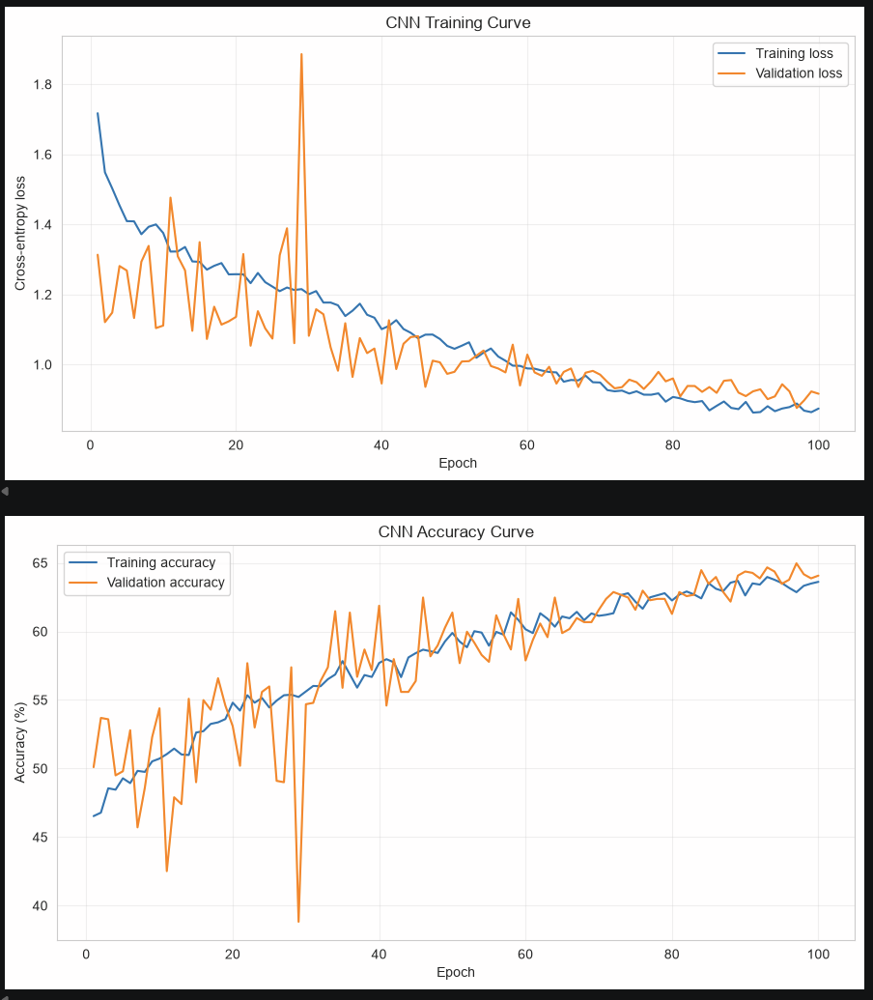 CNN Training Curve
Training loss
Validation loss
1.8
1.6
1.4
1.2
1.0
Cross-entropy loss
0 20 40 60 80 100
Epoch
CNN Accuracy Curve
Training accuracy
Validation accuracy
65
60
55
50
45
40
Accuracy (%)
0 20 40 60 80 100
Epoch